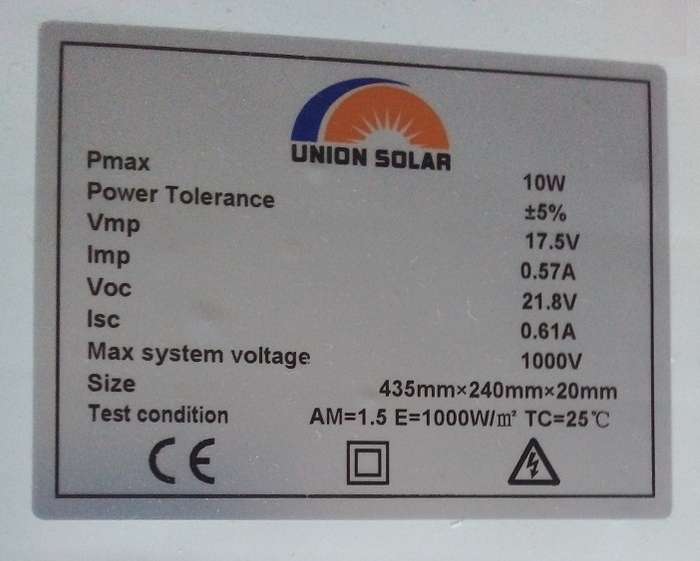 UNION SOLAR
Pmax 10W
Power Tolerance ±5%
Vmp 17.5V
Imp 0.57A
Voc 21.8V
Isc 0.61A
Max system voltage 1000V
Size 435mm×240mm×20mm
Test condition AM=1.5 E=1000W/㎡ TC=25℃
CE